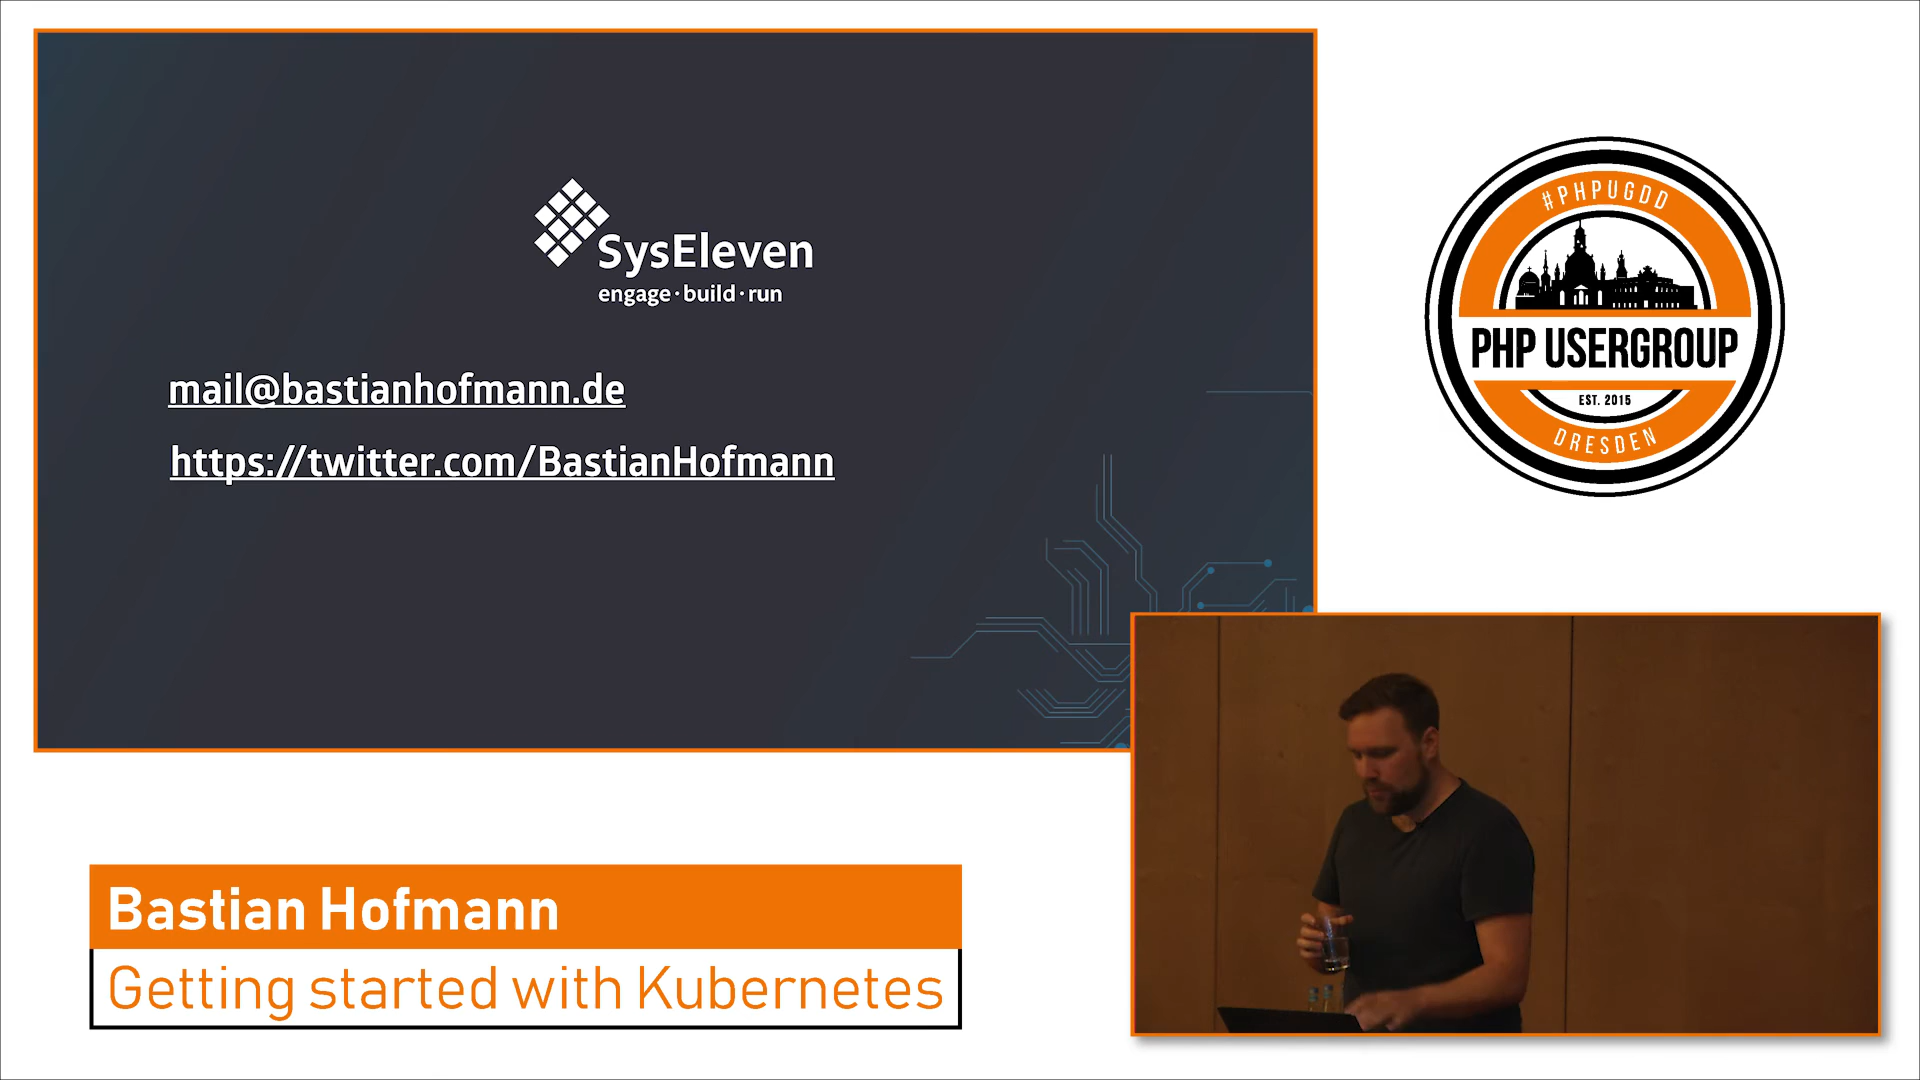 SysEleven
engage·build·run
mail@bastianhofmann.de
https://twitter.com/BastianHofmann
#PHPUGDD
PHP USERGROUP
EST. 2015
DRESDEN
Bastian Hofmann
Getting started with Kubernetes